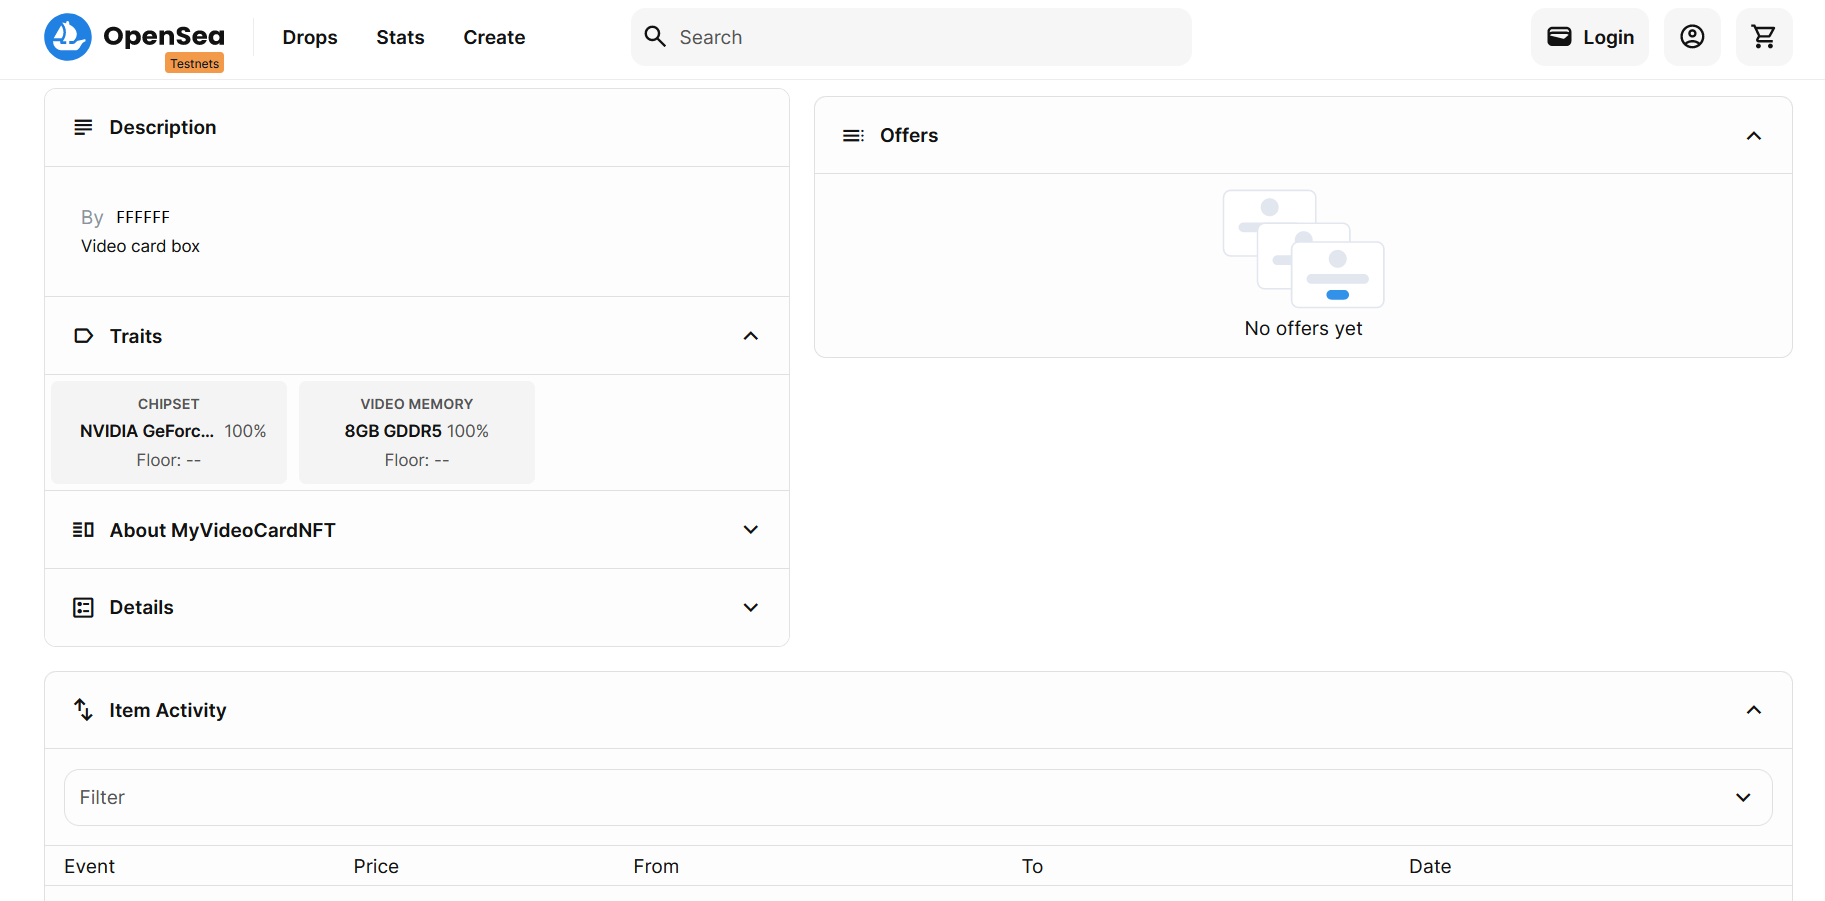 OpenSea
Testnets
Drops
Stats
Create
Search
Login
Description
By FFFFFF
Video card box
Traits
CHIPSET
NVIDIA GeForc... 100%
Floor: --
VIDEO MEMORY
8GB GDDR5 100%
Floor: --
About MyVideoCardNFT
Details
Offers
No offers yet
Item Activity
Filter
Event Price From To Date